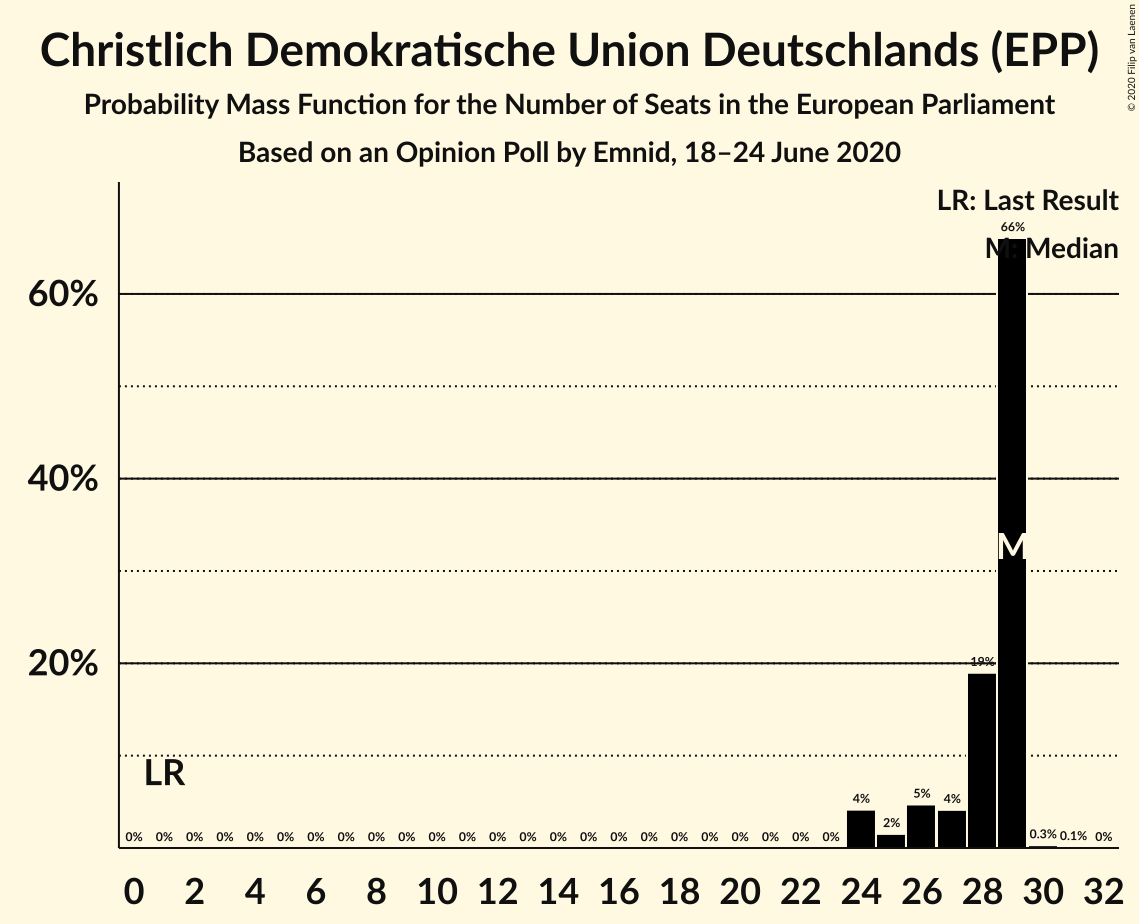 Christlich Demokratische Union Deutschlands (EPP)
Probability Mass Function for the Number of Seats in the European Parliament
Based on an Opinion Poll by Emnid, 18–24 June 2020
© 2020 Filip van Laenen
LR: Last Result
66%
M: Median
60%
40%
M
20%
19%
LR
0% 0% 0% 0% 0% 0% 0% 0% 0% 0% 0% 0% 0% 0% 0% 0% 0% 0% 0% 0% 0% 0% 0% 0% 4% 2% 5% 4% 0.3% 0.1% 0%
0 2 4 6 8 10 12 14 16 18 20 22 24 26 28 30 32